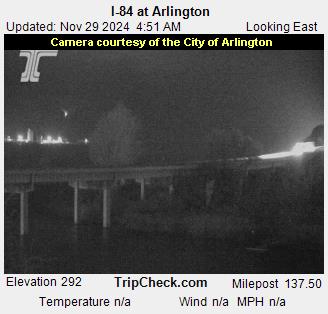 I-84 at Arlington
Updated: Nov 29 2024 4:51 AM Looking East
Camera courtesy of the City of Arlington
Elevation 292 TripCheck.com Milepost 137.50
Temperature n/a Wind n/a MPH n/a